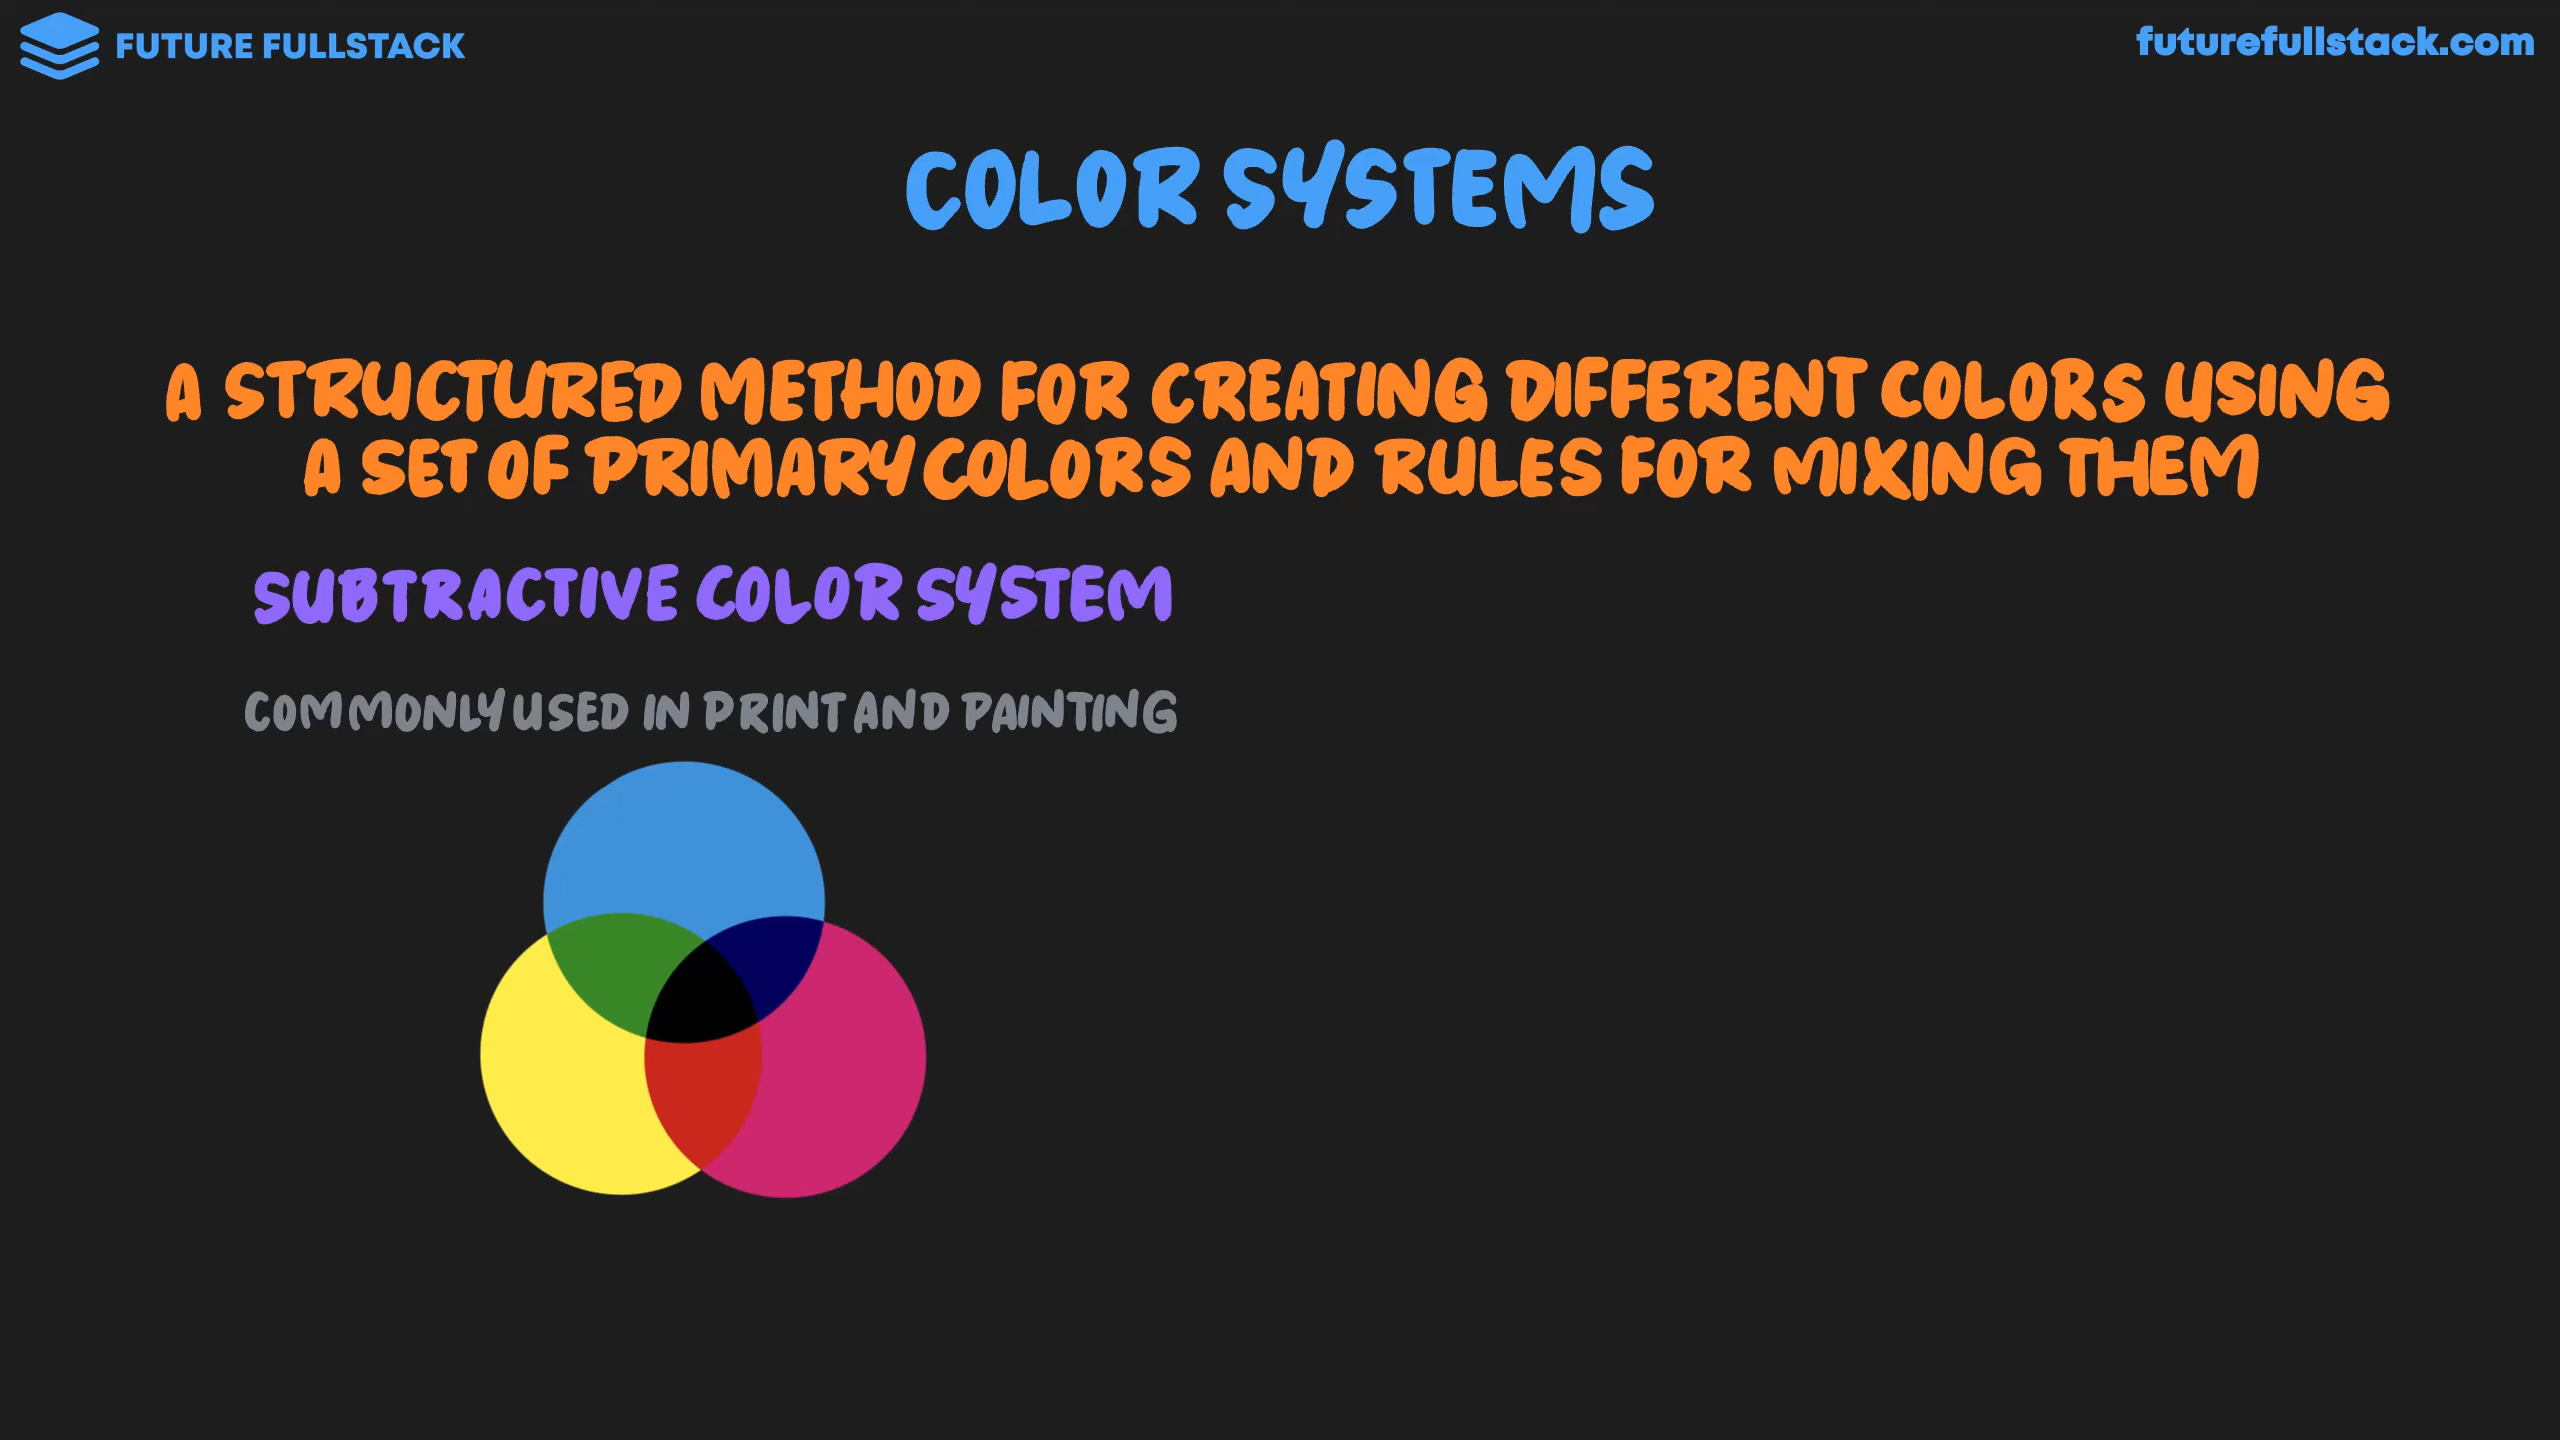 FUTURE FULLSTACK
futurefullstack.com
COLOR SYSTEMS
A STRUCTURED METHOD FOR CREATING DIFFERENT COLORS USING
A SET OF PRIMARY COLORS AND RULES FOR MIXING THEM
SUBTRACTIVE COLOR SYSTEM
COMMONLY USED IN PRINT AND PAINTING